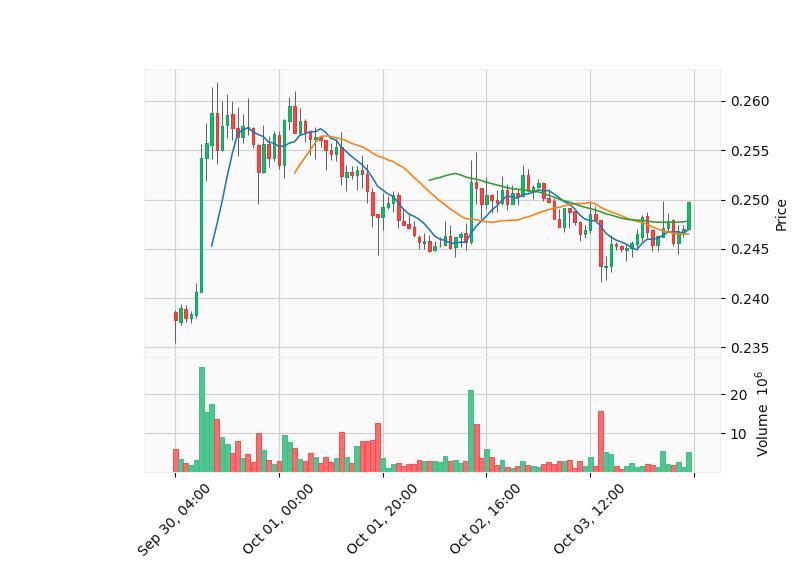 0.260
0.255
0.250
0.245
0.240
0.235
Price
20
10
Volume 10^6
Sep 30, 04:00
Oct 01, 00:00
Oct 01, 20:00
Oct 02, 16:00
Oct 03, 12:00